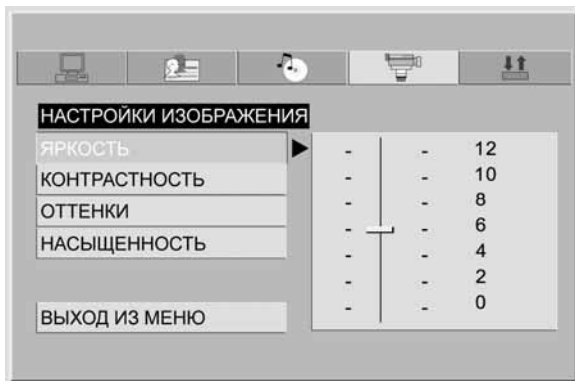 НАСТРОЙКИ ИЗОБРАЖЕНИЯ
ЯРКОСТЬ
КОНТРАСТНОСТЬ
ОТТЕНКИ
НАСЫЩЕННОСТЬ
ВЫХОД ИЗ МЕНЮ
- - 12
- - 10
- - 8
- - 6
- - 4
- - 2
- - 0